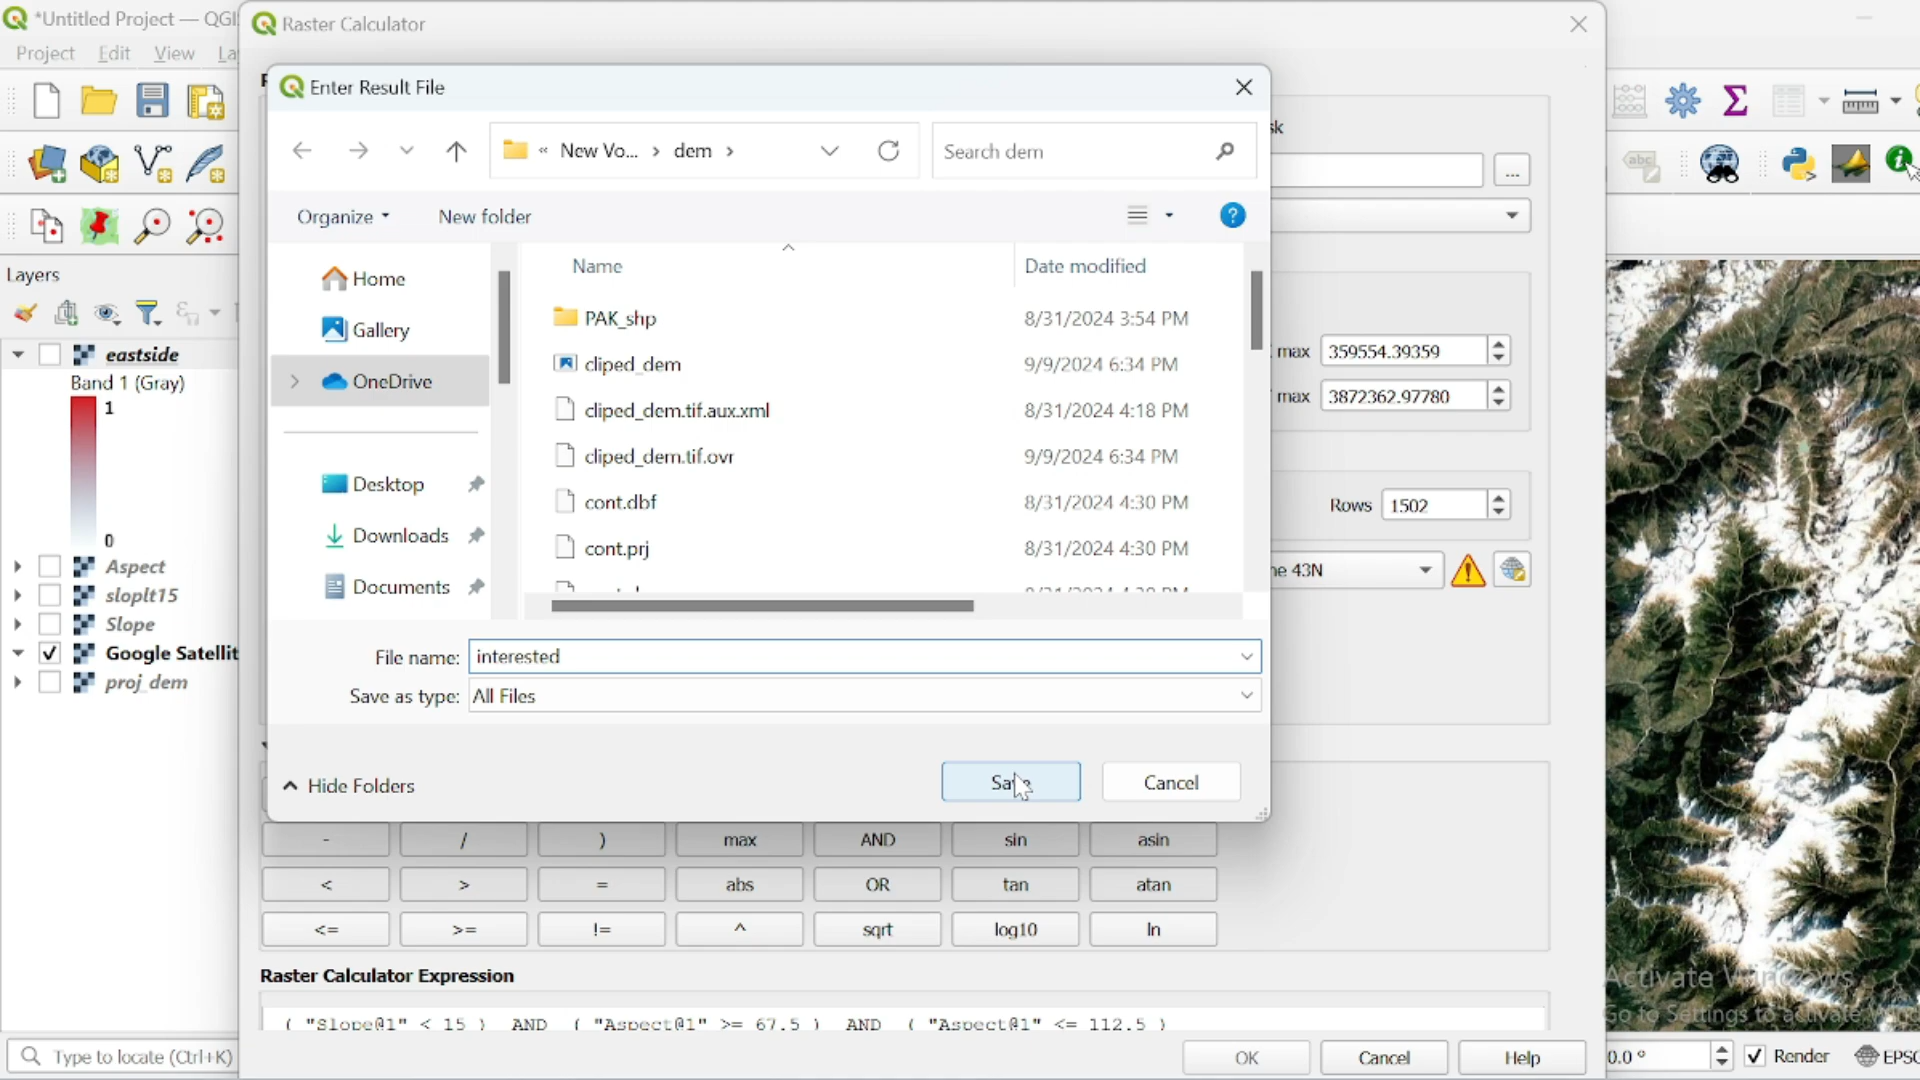 *Untitled Project — QGI
Raster Calculator
Project Edit View La
Enter Result File
New Vo... > dem >
Search dem
sk
...
Organize
New folder
Name
Date modified
Layers
Home
Gallery
OneDrive
Desktop
Downloads
Documents
PAK_shp 8/31/2024 3:54 PM
cliped_dem 9/9/2024 6:34 PM
cliped_dem.tif.aux.xml 8/31/2024 4:18 PM
cliped_dem.tif.ovr 9/9/2024 6:34 PM
cont.dbf 8/31/2024 4:30 PM
cont.prj 8/31/2024 4:30 PM
max 359554.39359
max 3872362.97780
Rows 1502
ne 43N
eastside
Band 1 (Gray)
1
0
Aspect
sloplt15
Slope
Google Satellit
proj_dem
File name: interested
Save as type: All Files
Hide Folders
Save
Cancel
- / ) max AND sin asin
< > = abs OR tan atan
<= >= != ^ sqrt log10 ln
Raster Calculator Expression
( "Slope@1" < 15 ) AND ( "Aspect@1" >= 67.5 ) AND ( "Aspect@1" <= 112.5 )
Activate Windows
Go to Settings to activate Wind
Type to locate (Ctrl+K)
OK
Cancel
Help
0.0 °
Render
EPSG